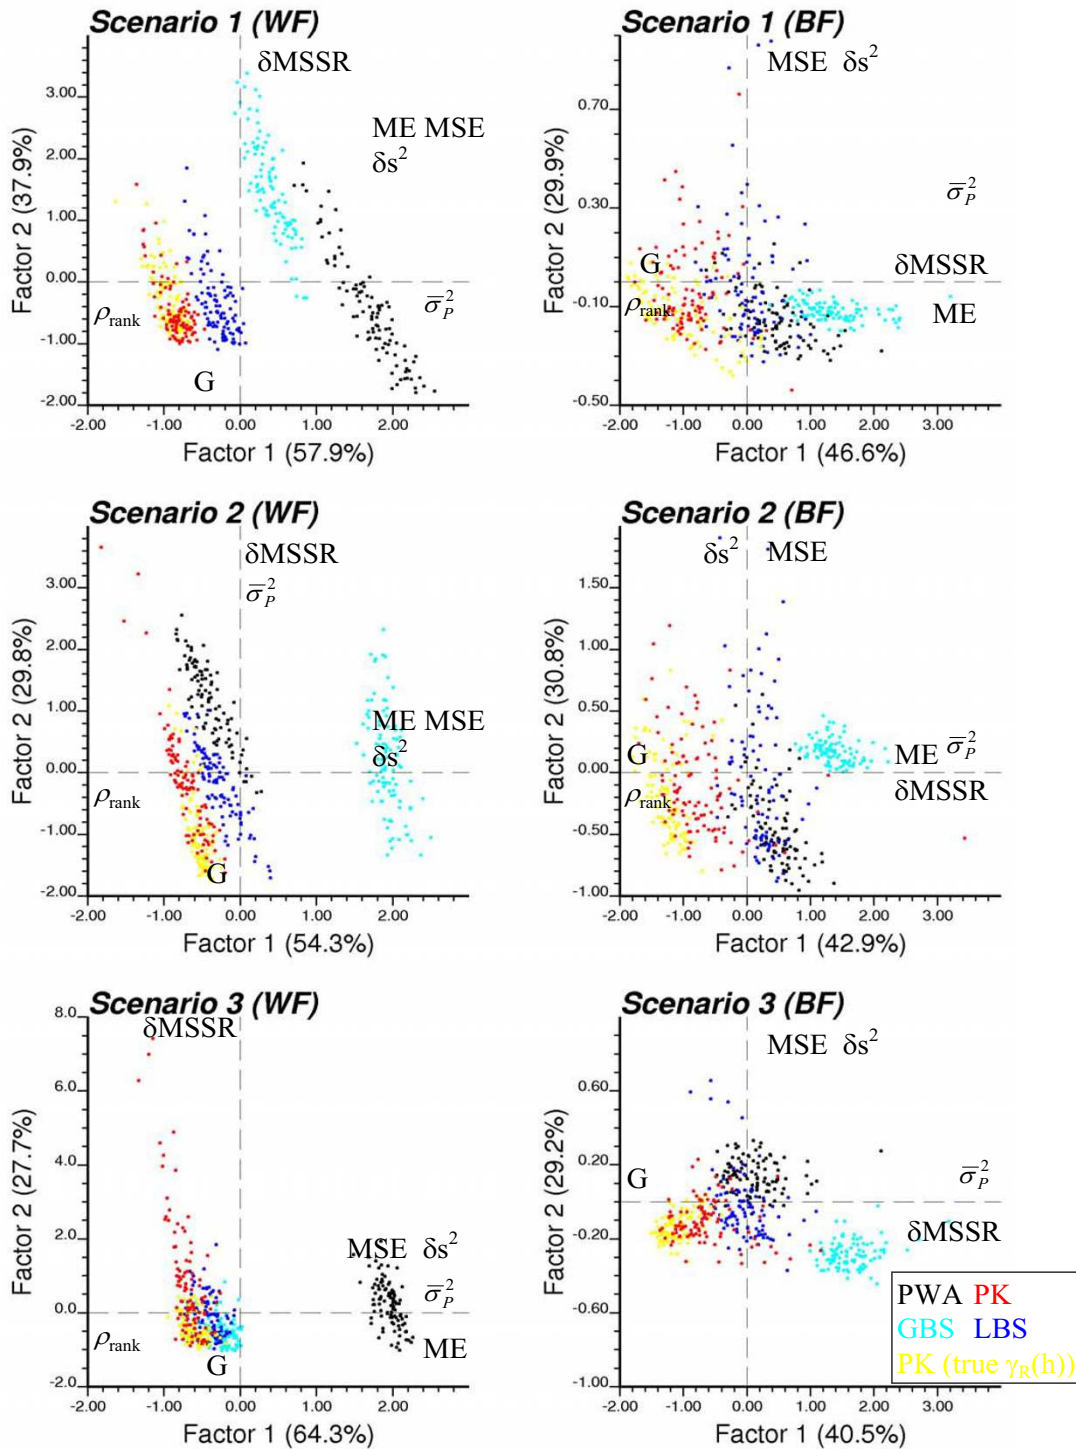 Scenario 1 (WF)
δMSSR
ME MSE
δs²
σ̅²_P
ρrank
G
3.00
2.00
1.00
0.00
-1.00
-2.00
Factor 2 (37.9%)
-2.00 -1.00 0.00 1.00 2.00
Factor 1 (57.9%)
Scenario 1 (BF)
MSE δs²
σ̅²_P
G
δMSSR
ρrank
ME
0.70
0.30
-0.10
-0.50
Factor 2 (29.9%)
-2.00 -1.00 0.00 1.00 2.00 3.00
Factor 1 (46.6%)
Scenario 2 (WF)
δMSSR
σ̅²_P
ME MSE
δs²
ρrank
G
3.00
2.00
1.00
0.00
-1.00
-2.00
Factor 2 (29.8%)
-2.00 -1.00 0.00 1.00 2.00
Factor 1 (54.3%)
Scenario 2 (BF)
δs² MSE
G
ME σ̅²_P
ρrank
δMSSR
1.50
1.00
0.50
0.00
-0.50
-1.00
Factor 2 (30.8%)
-2.00 -1.00 0.00 1.00 2.00 3.00
Factor 1 (42.9%)
Scenario 3 (WF)
δMSSR
MSE δs²
σ̅²_P
ρrank
ME
G
8.0
6.0
4.0
2.0
0.0
-2.0
Factor 2 (27.7%)
-2.00 -1.00 0.00 1.00 2.00
Factor 1 (64.3%)
Scenario 3 (BF)
MSE δs²
G
σ̅²_P
δMSSR
0.60
0.20
-0.20
-0.60
-1.00
Factor 2 (29.2%)
-2.00 -1.00 0.00 1.00 2.00 3.00
Factor 1 (40.5%)
PWA PK
GBS LBS
PK (true γR(h))